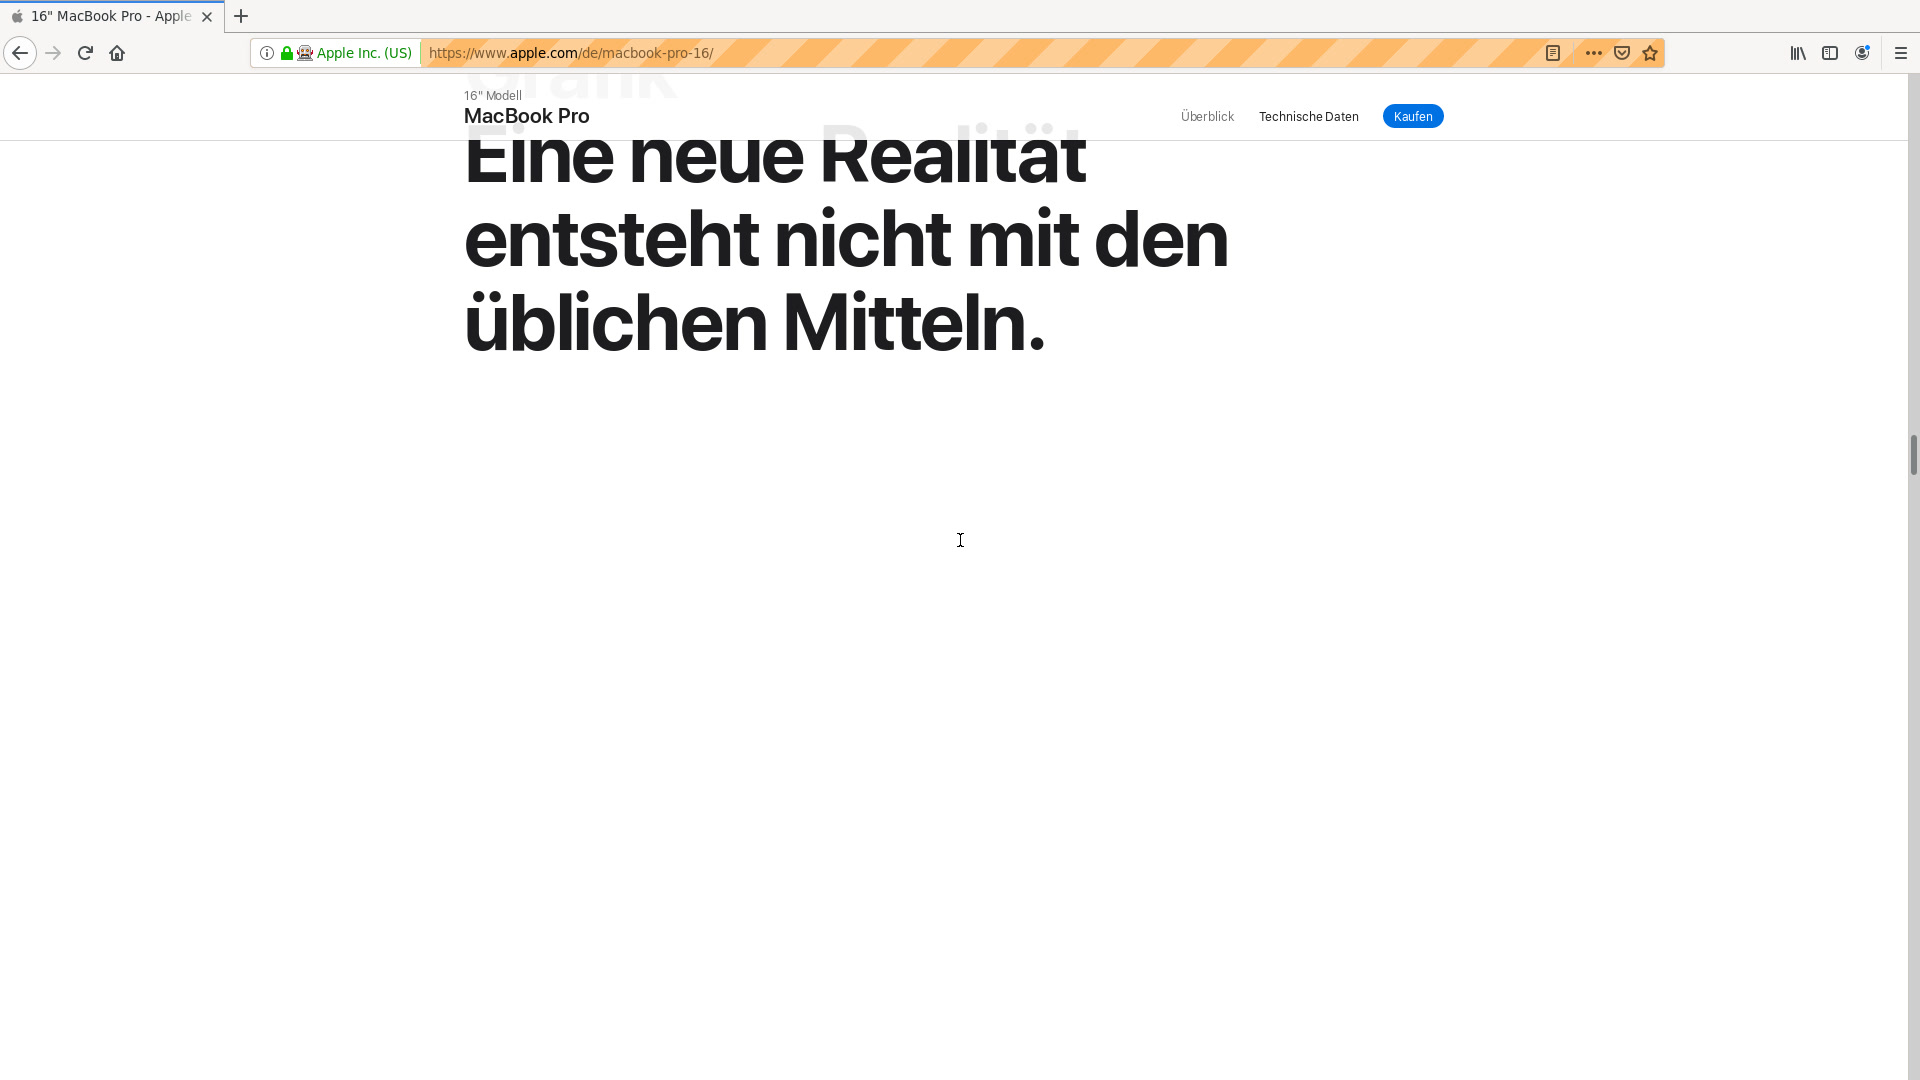 16" MacBook Pro - Apple
Apple Inc. (US)
https://www.apple.com/de/macbook-pro-16/
Grafik
16" Modell
MacBook Pro
Überblick
Technische Daten
Kaufen
Eine neue Realität
entsteht nicht mit den
üblichen Mitteln.